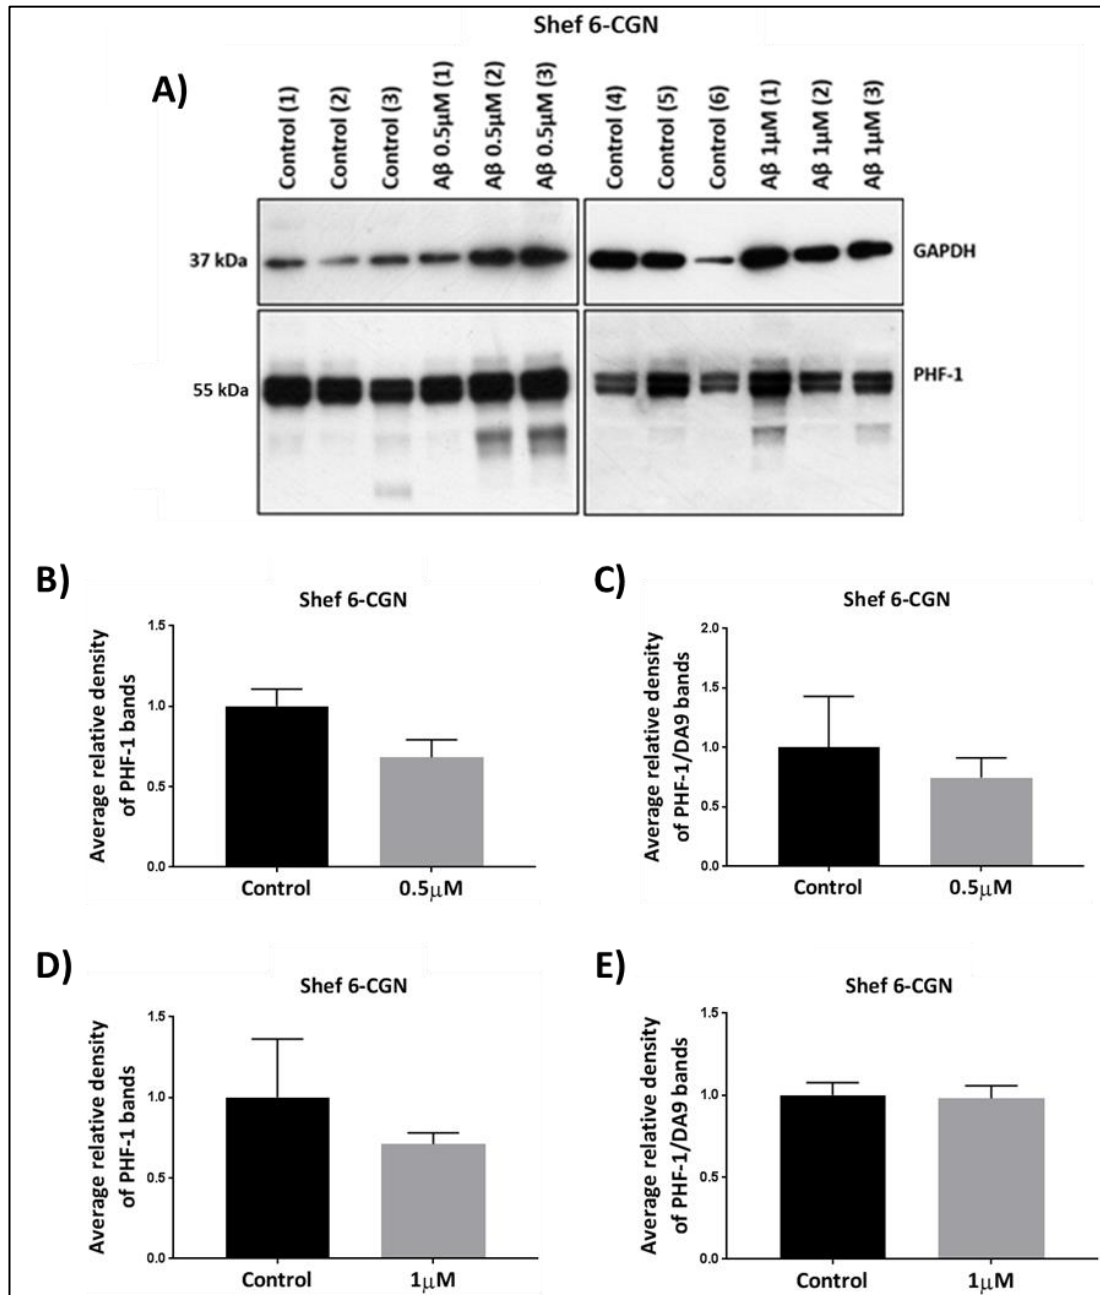 Shef 6-CGN
A)
Control (1) Control (2) Control (3) Aβ 0.5µM (1) Aβ 0.5µM (2) Aβ 0.5µM (3) Control (4) Control (5) Control (6) Aβ 1µM (1) Aβ 1µM (2) Aβ 1µM (3)
37 kDa GAPDH
55 kDa PHF-1
B)
Shef 6-CGN
Average relative density
of PHF-1 bands
1.5
1.0
0.5
0.0
Control 0.5µM
C)
Shef 6-CGN
Average relative density
of PHF-1/DA9 bands
2.0
1.5
1.0
0.5
0.0
Control 0.5µM
D)
Shef 6-CGN
Average relative density
of PHF-1 bands
1.5
1.0
0.5
0.0
Control 1µM
E)
Shef 6-CGN
Average relative density
of PHF-1/DA9 bands
1.5
1.0
0.5
0.0
Control 1µM